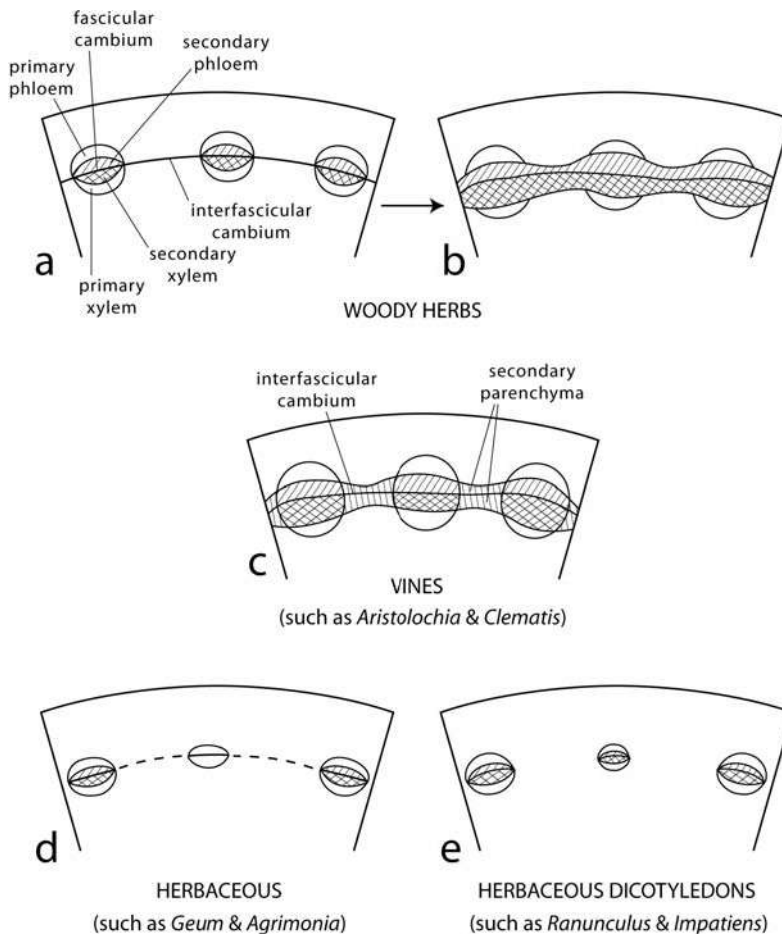 fascicular
cambium
secondary
phloem
primary
phloem
interfascicular
cambium
secondary
xylem
primary
xylem
a
b
WOODY HERBS
interfascicular
cambium
secondary
parenchyma
c
VINES
(such as Aristolochia & Clematis)
d
HERBACEOUS
(such as Geum & Agrimonia)
e
HERBACEOUS DICOTYLEDONS
(such as Ranunculus & Impatiens)